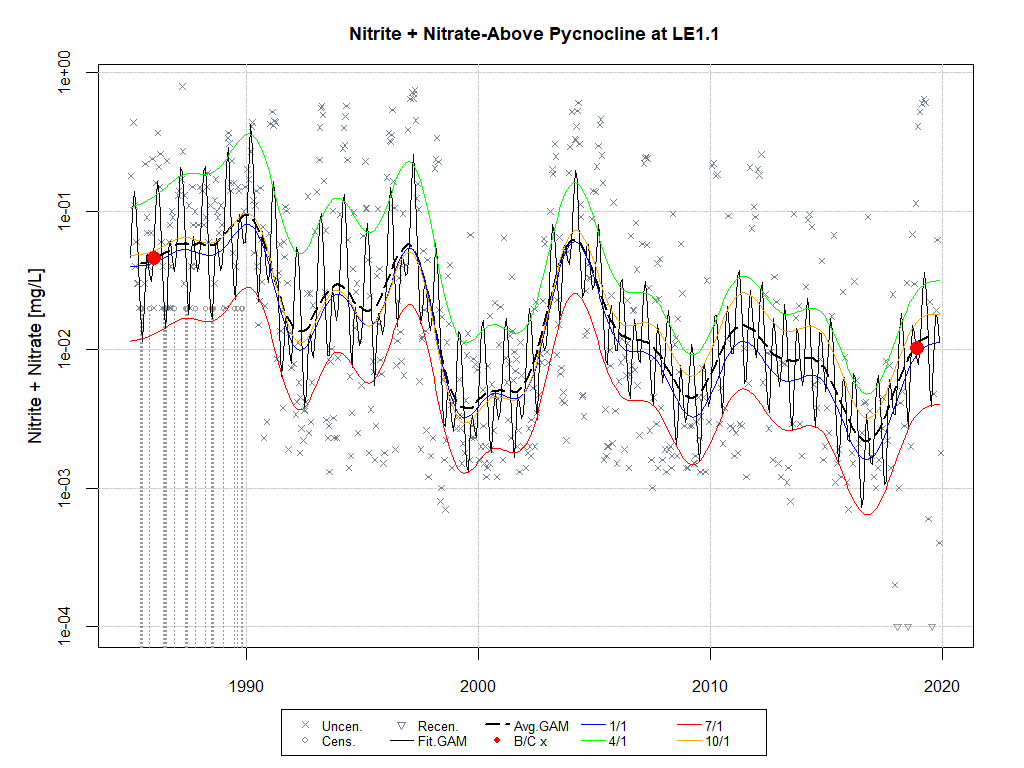 Nitrite + Nitrate-Above Pycnocline at LE1.1
Nitrite + Nitrate [mg/L]
1e+00
1e-01
1e-02
1e-03
1e-04
1990 2000 2010 2020
Uncen. Recen. Avg.GAM 1/1 7/1
Cens. Fit.GAM B/C x 4/1 10/1